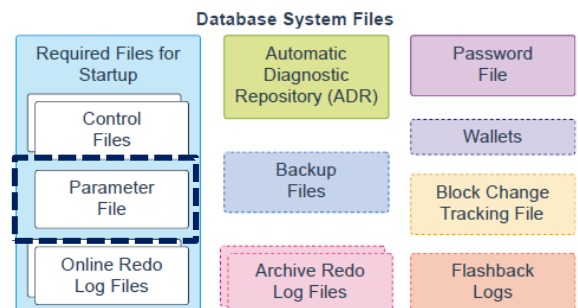 Database System Files
Required Files for
Startup
Control
Files
Parameter
File
Online Redo
Log Files
Automatic
Diagnostic
Repository (ADR)
Backup
Files
Archive Redo
Log Files
Password
File
Wallets
Block Change
Tracking File
Flashback
Logs